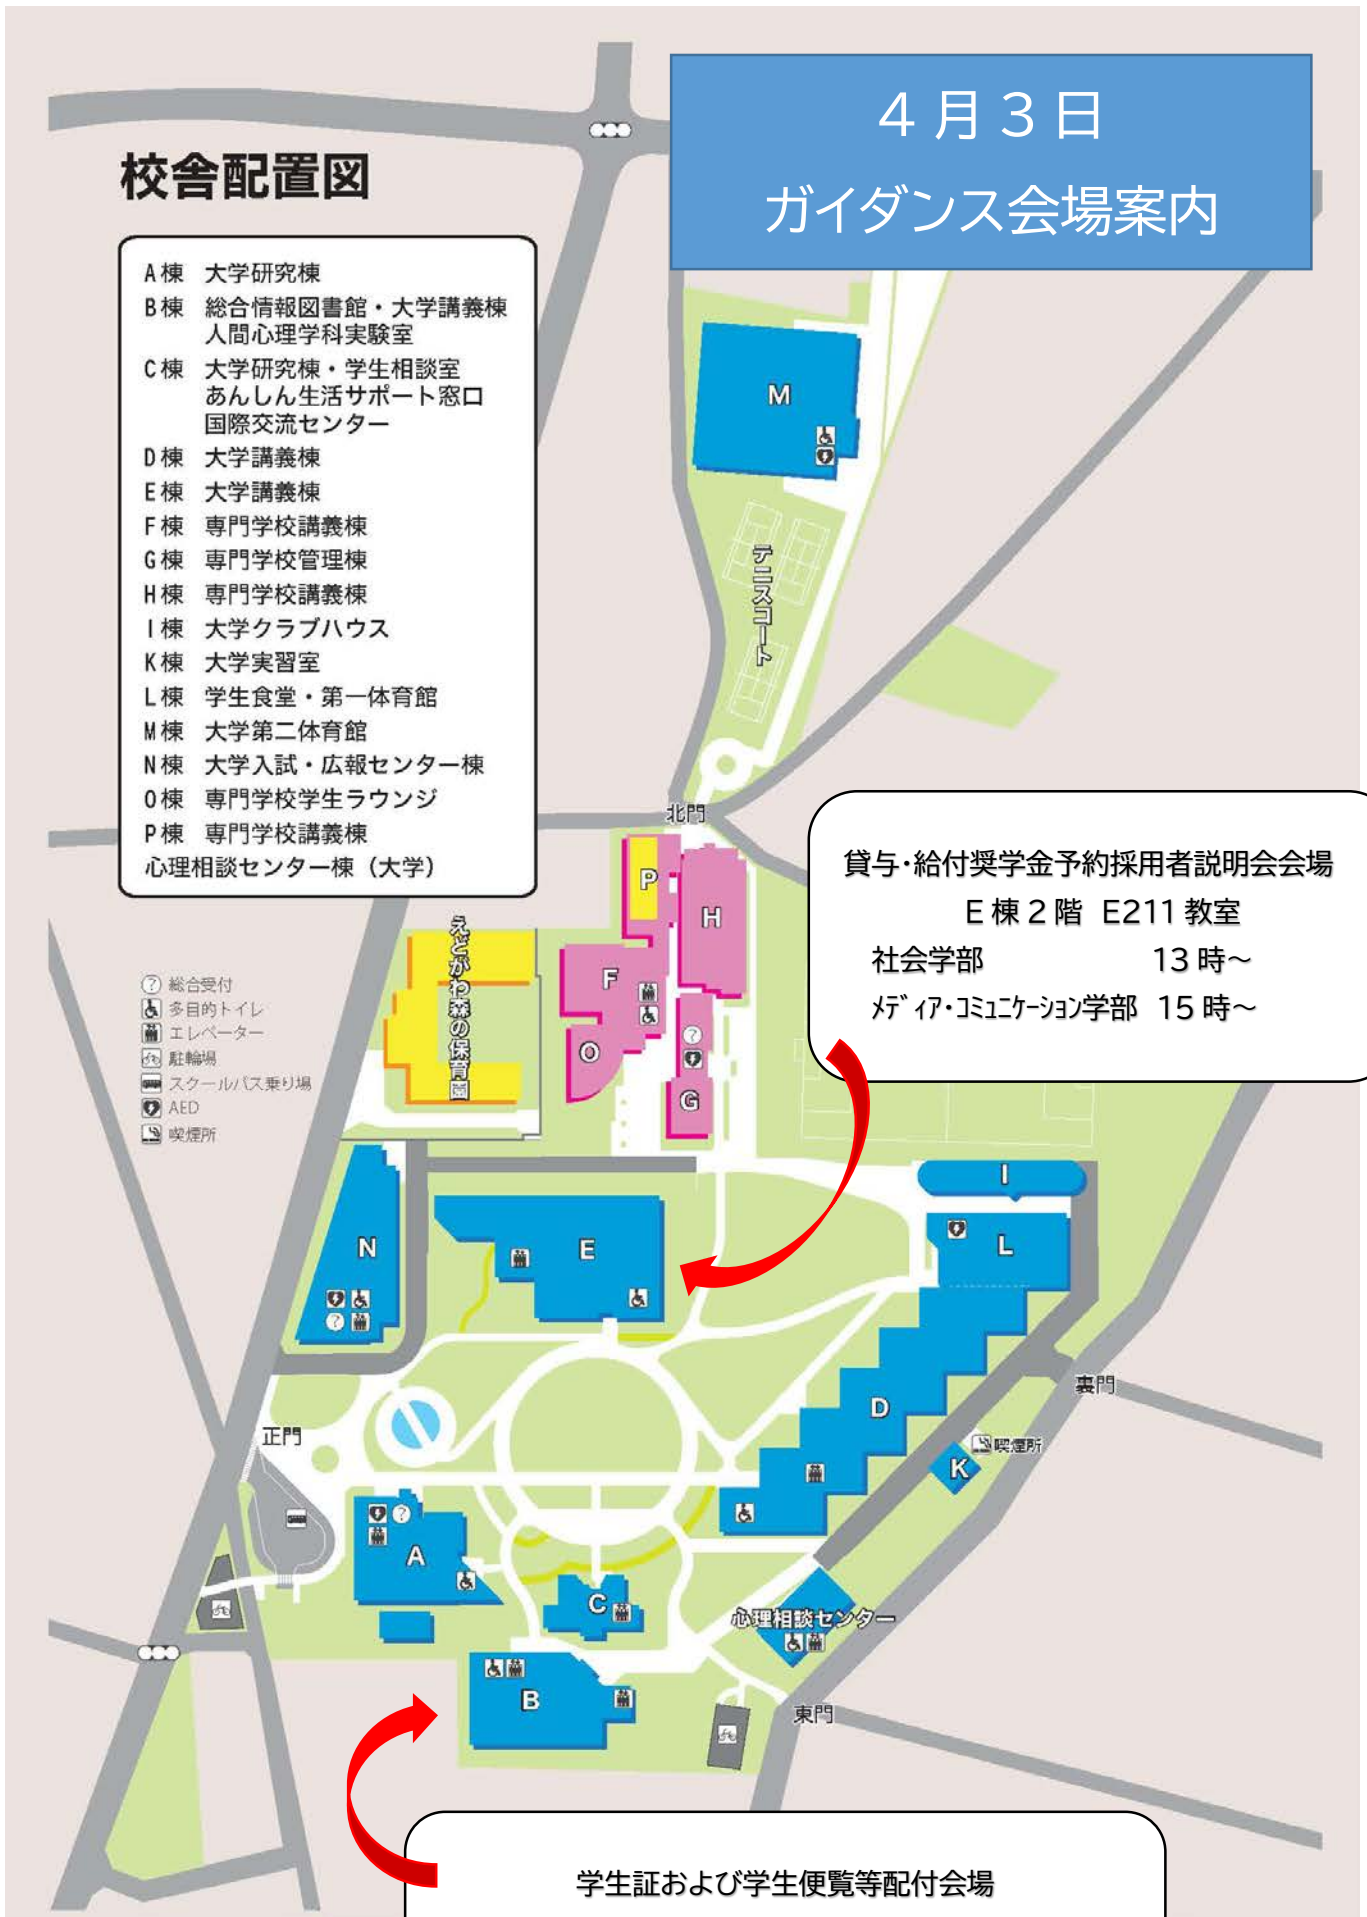 4月3日
ガイダンス会場案内
校舎配置図
A棟 大学研究棟
B棟 総合情報図書館・大学講義棟
人間心理学科実験室
C棟 大学研究棟・学生相談室
あんしん生活サポート窓口
国際交流センター
D棟 大学講義棟
E棟 大学講義棟
F棟 専門学校講義棟
G棟 専門学校管理棟
H棟 専門学校講義棟
I棟 大学クラブハウス
K棟 大学実習室
L棟 学生食堂・第一体育館
M棟 大学第二体育館
N棟 大学入試・広報センター棟
O棟 専門学校学生ラウンジ
P棟 専門学校講義棟
心理相談センター棟（大学）
M
テニスコート
北門
貸与・給付奨学金予約採用者説明会会場
E棟2階 E211教室
社会学部 13時～
メディア・コミュニケーション学部 15時～
P
H
えどがわ森の保育園
F
O
G
? 総合受付
多目的トイレ
エレベーター
駐輪場
スクールバス乗り場
AED
喫煙所
I
N
E
L
裏門
D
正門
喫煙所
K
A
C
心理相談センター
B
東門
学生証および学生便覧等配付会場